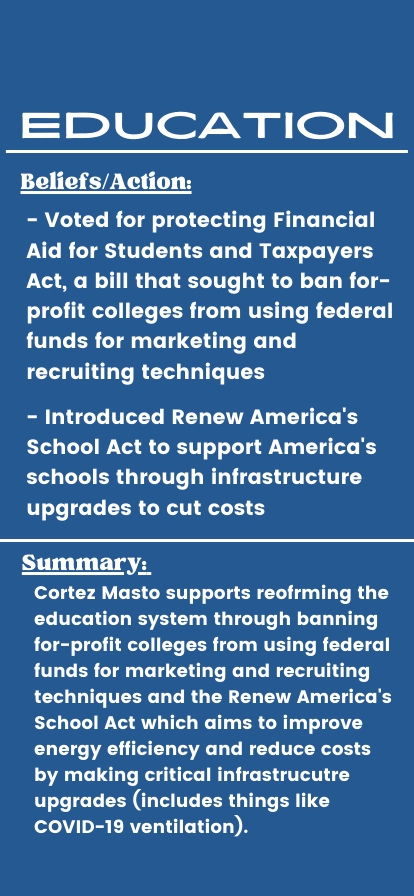 EDUCATION
Beliefs/Action:
- Voted for protecting Financial
Aid for Students and Taxpayers
Act, a bill that sought to ban for-
profit colleges from using federal
funds for marketing and
recruiting techniques
- Introduced Renew America's
School Act to support America's
schools through infrastructure
upgrades to cut costs
Summary:
Cortez Masto supports reofrming the
education system through banning
for-profit colleges from using federal
funds for marketing and recruiting
techniques and the Renew America's
School Act which aims to improve
energy efficiency and reduce costs
by making critical infrastrucutre
upgrades (includes things like
COVID-19 ventilation).